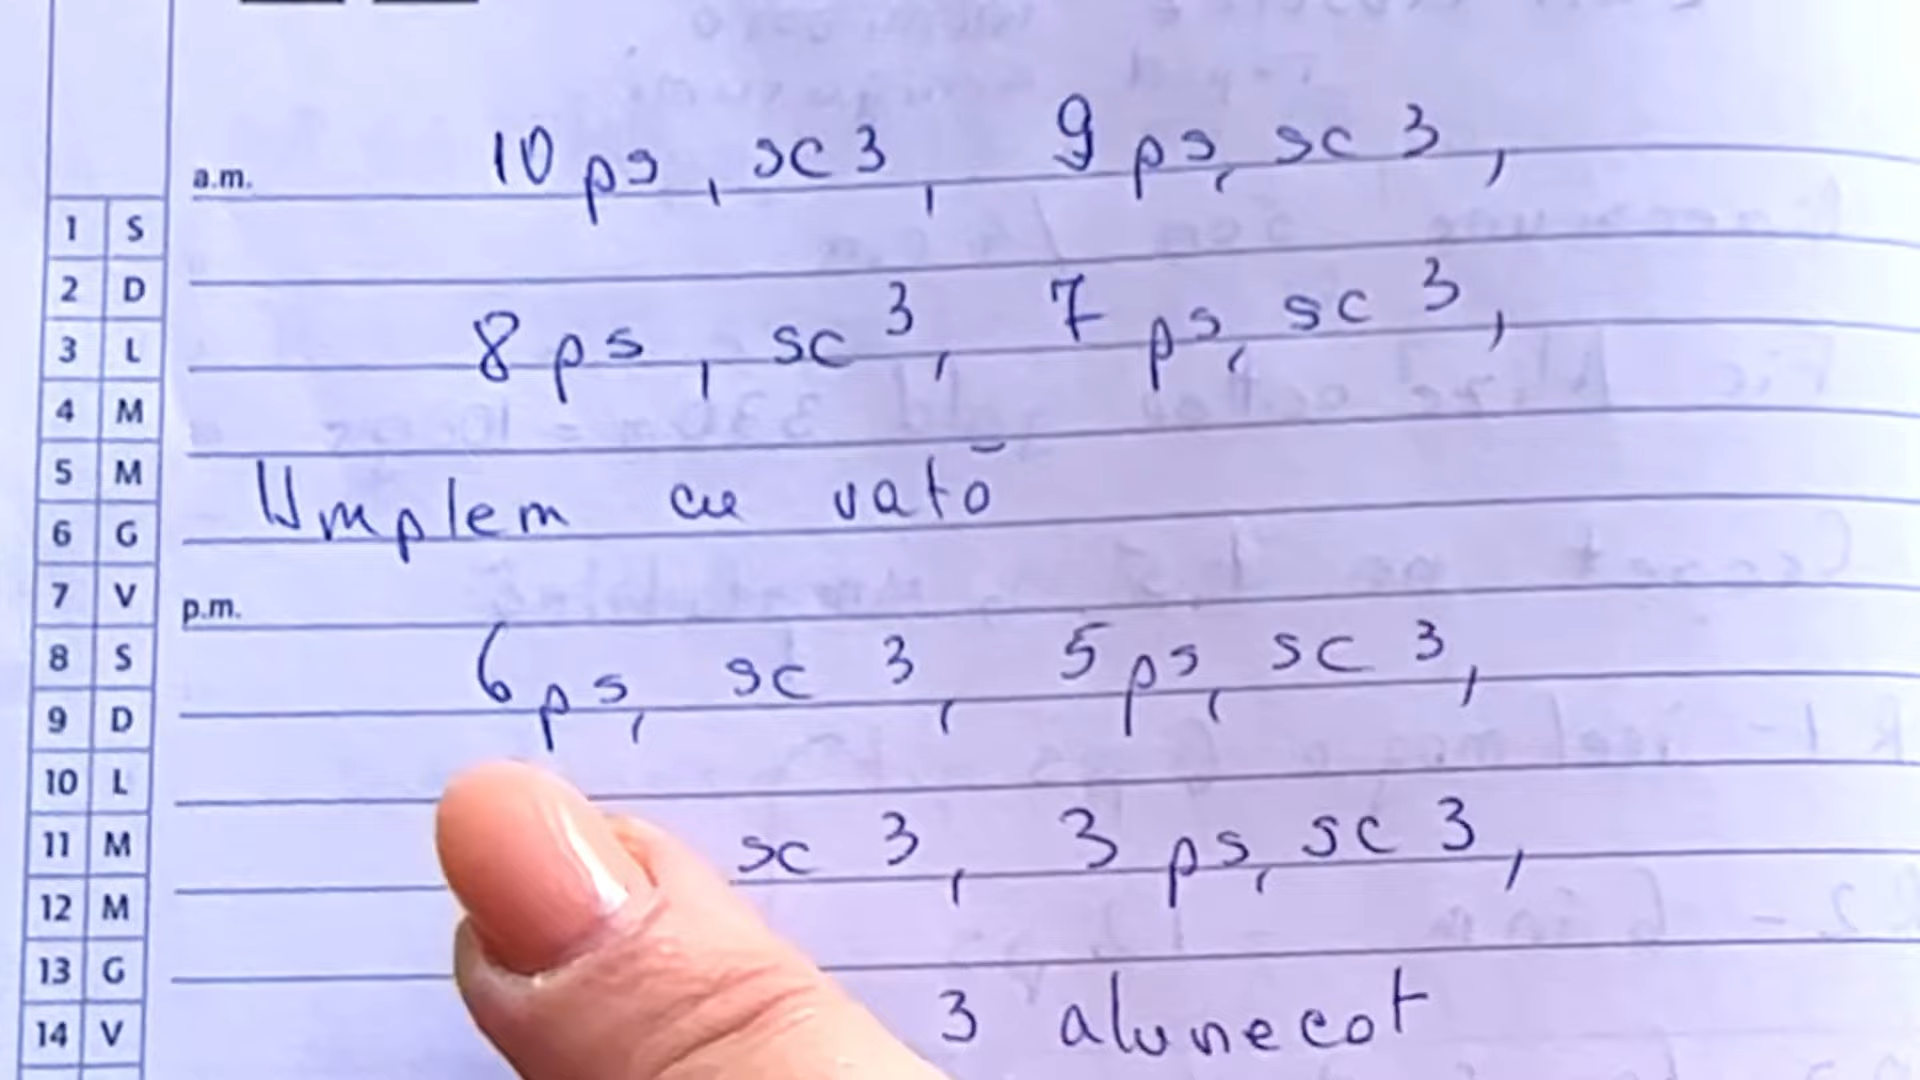 a.m. 10 ps, sc 3, 9 ps, sc 3,
1 S
2 D
8 ps, sc 3, 7 ps, sc 3,
3 L
4 M
5 M
Umplem cu vată
6 G
7 V
p.m.
8 S
6 ps, sc 3, 5 ps, sc 3,
9 D
10 L
11 M
sc 3, 3 ps, sc 3,
12 M
13 G
14 V
3 alunecat